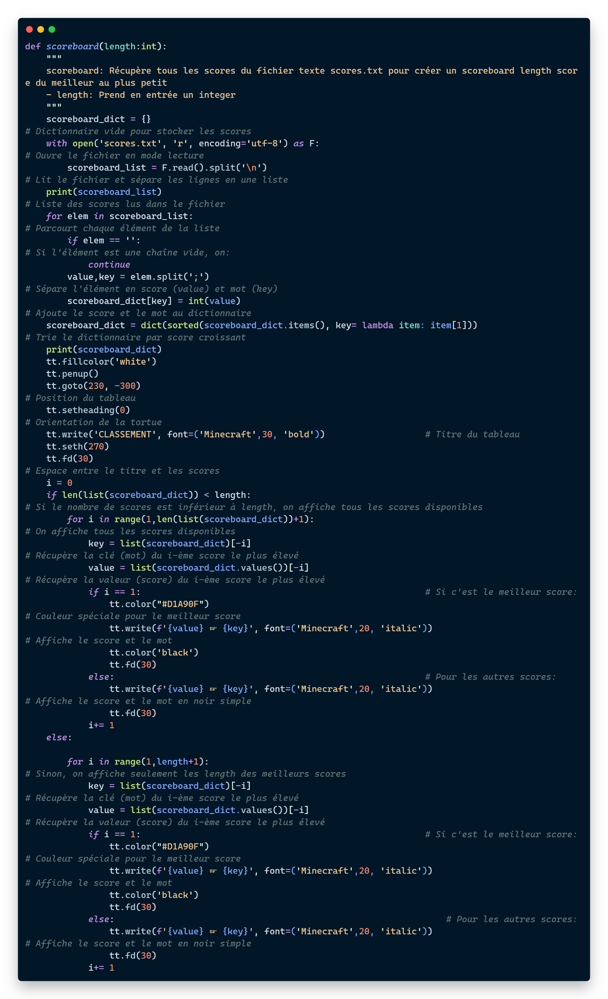 def scoreboard(length:int):
    """
    scoreboard: Récupère tous les scores du fichier texte scores.txt pour créer un scoreboard length scor
e du meilleur au plus petit
    - length: Prend en entrée un integer
    """
    scoreboard_dict = {}
# Dictionnaire vide pour stocker les scores
    with open('scores.txt', 'r', encoding='utf-8') as F:
# Ouvre le fichier en mode lecture
        scoreboard_list = F.read().split('\n')
# Lit le fichier et sépare les lignes en une liste
    print(scoreboard_list)
# Liste des scores lus dans le fichier
    for elem in scoreboard_list:
# Parcourt chaque élément de la liste
        if elem == '':
# Si l'élément est une chaîne vide, on:
            continue
        value,key = elem.split(';')
# Sépare l'élément en score (value) et mot (key)
        scoreboard_dict[key] = int(value)
# Ajoute le score et le mot au dictionnaire
    scoreboard_dict = dict(sorted(scoreboard_dict.items(), key= lambda item: item[1]))
# Trie le dictionnaire par score croissant
    print(scoreboard_dict)
    tt.fillcolor('white')
    tt.penup()
    tt.goto(230, -300)
# Position du tableau
    tt.setheading(0)
# Orientation de la tortue
    tt.write('CLASSEMENT', font=('Minecraft',30, 'bold'))                   # Titre du tableau
    tt.seth(270)
    tt.fd(30)
# Espace entre le titre et les scores
    i = 0
    if len(list(scoreboard_dict)) < length:
# Si le nombre de scores est inférieur à length, on affiche tous les scores disponibles
        for i in range(1,len(list(scoreboard_dict))+1):
# On affiche tous les scores disponibles
            key = list(scoreboard_dict)[-i]
# Récupère la clé (mot) du i-ème score le plus élevé
            value = list(scoreboard_dict.values())[-i]
# Récupère la valeur (score) du i-ème score le plus élevé
            if i == 1:                                                      # Si c'est le meilleur score:
                tt.color("#D1A90F")
# Couleur spéciale pour le meilleur score
                tt.write(f'{value} ☞ {key}', font=('Minecraft',20, 'italic'))
# Affiche le score et le mot
                tt.color('black')
                tt.fd(30)
            else:                                                           # Pour les autres scores:
                tt.write(f'{value} ☞ {key}', font=('Minecraft',20, 'italic'))
# Affiche le score et le mot en noir simple
                tt.fd(30)
            i+= 1
    else:
        for i in range(1,length+1):
# Sinon, on affiche seulement les length des meilleurs scores
            key = list(scoreboard_dict)[-i]
# Récupère la clé (mot) du i-ème score le plus élevé
            value = list(scoreboard_dict.values())[-i]
# Récupère la valeur (score) du i-ème score le plus élevé
            if i == 1:                                                      # Si c'est le meilleur score:
                tt.color("#D1A90F")
# Couleur spéciale pour le meilleur score
                tt.write(f'{value} ☞ {key}', font=('Minecraft',20, 'italic'))
# Affiche le score et le mot
                tt.color('black')
                tt.fd(30)
            else:                                                               # Pour les autres scores:
                tt.write(f'{value} ☞ {key}', font=('Minecraft',20, 'italic'))
# Affiche le score et le mot en noir simple
                tt.fd(30)
            i+= 1